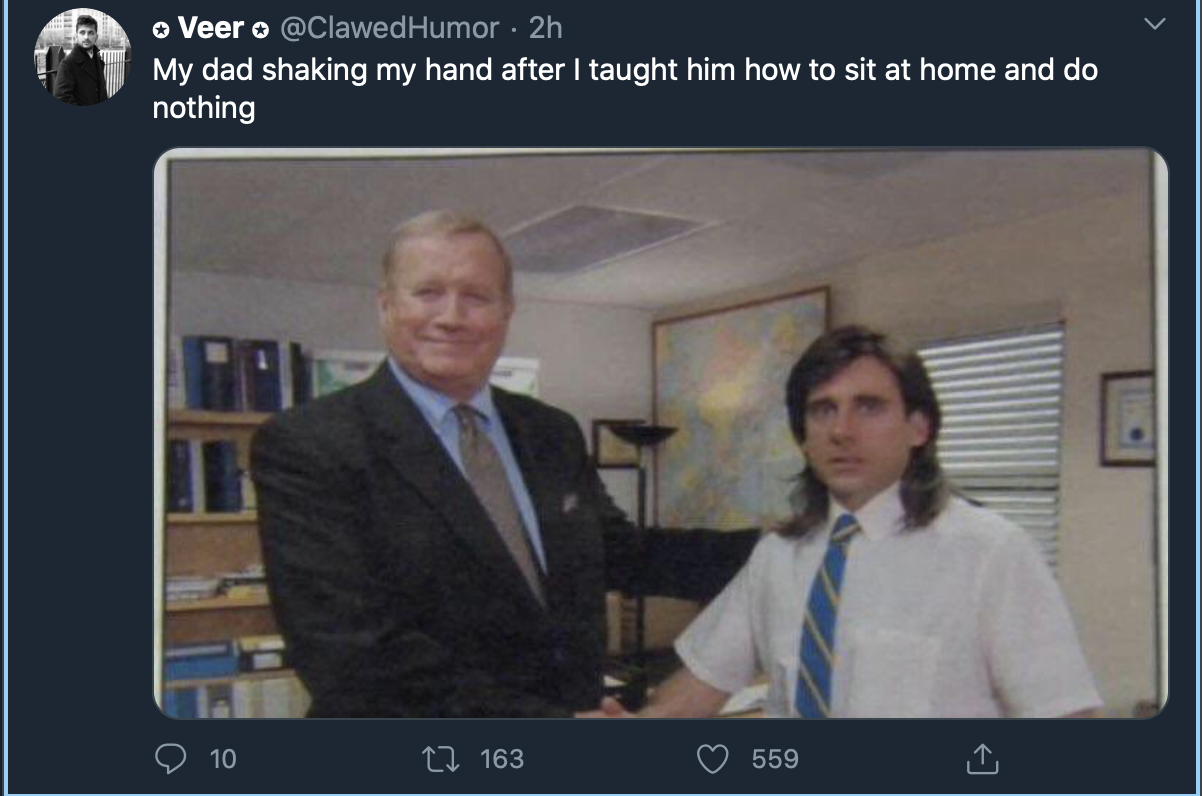 ✪ Veer ✪ @ClawedHumor · 2h
My dad shaking my hand after I taught him how to sit at home and do
nothing
10 163 559